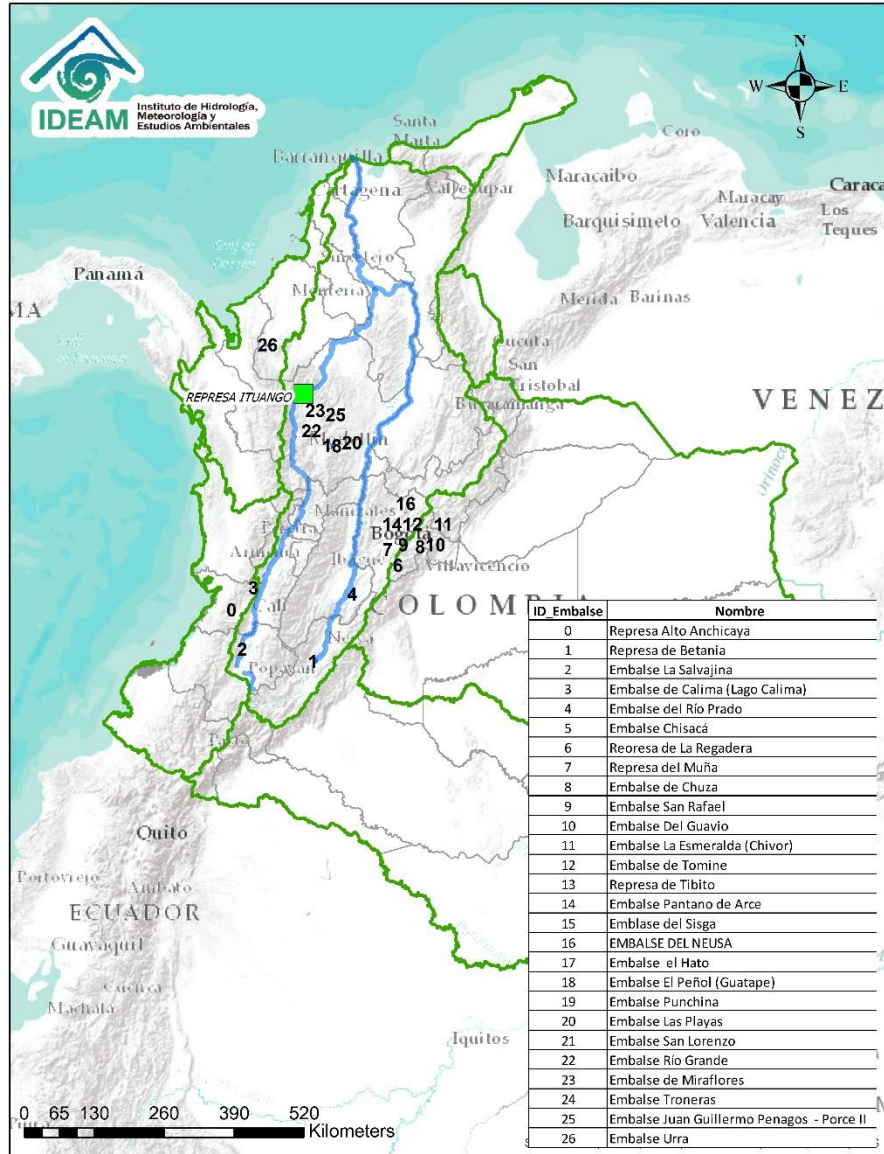 IDEAM
Instituto de Hidrología,
Meteorología y
Estudios Ambientales
N
W
E
S
Santa
Marta
Barranquilla
Cartagena
Valledupar
Coro
Maracaibo
Maracay
Caraca
Barquisimeto
Valencia
Los
Teques
Sincelejo
Panamá
Montería
MA
Merida
Barinas
Cucuta
San
Cristobal
26
REPRESA ITUANGO
Bucaramanga
VENEZ
23
25
22
Medellín
18
20
Orinoco
16
Manizales
14
12
11
Bogotá
Pereira
7
9
8
10
Armenia
Ibague
6
Villavicencio
3
4
0
Cali
COLOMBIA
Neiva
2
Popayan
1
Pasto
Quito
Portoviejo
Ambato
ECUADOR
Guayaquil
Cuenca
Machala
Iquitos
Piura
ID_Embalse Nombre
0 Represa Alto Anchicaya
1 Represa de Betania
2 Embalse La Salvajina
3 Embalse de Calima (Lago Calima)
4 Embalse del Río Prado
5 Embalse Chisacá
6 Reoresa de La Regadera
7 Represa del Muña
8 Embalse de Chuza
9 Embalse San Rafael
10 Embalse Del Guavio
11 Embalse La Esmeralda (Chivor)
12 Embalse de Tomine
13 Represa de Tibito
14 Embalse Pantano de Arce
15 Emblase del Sisga
16 EMBALSE DEL NEUSA
17 Embalse el Hato
18 Embalse El Peñol (Guatape)
19 Embalse Punchina
20 Embalse Las Playas
21 Embalse San Lorenzo
22 Embalse Río Grande
23 Embalse de Miraflores
24 Embalse Troneras
25 Embalse Juan Guillermo Penagos - Porce II
26 Embalse Urra
0 65 130 260 390 520
Kilometers